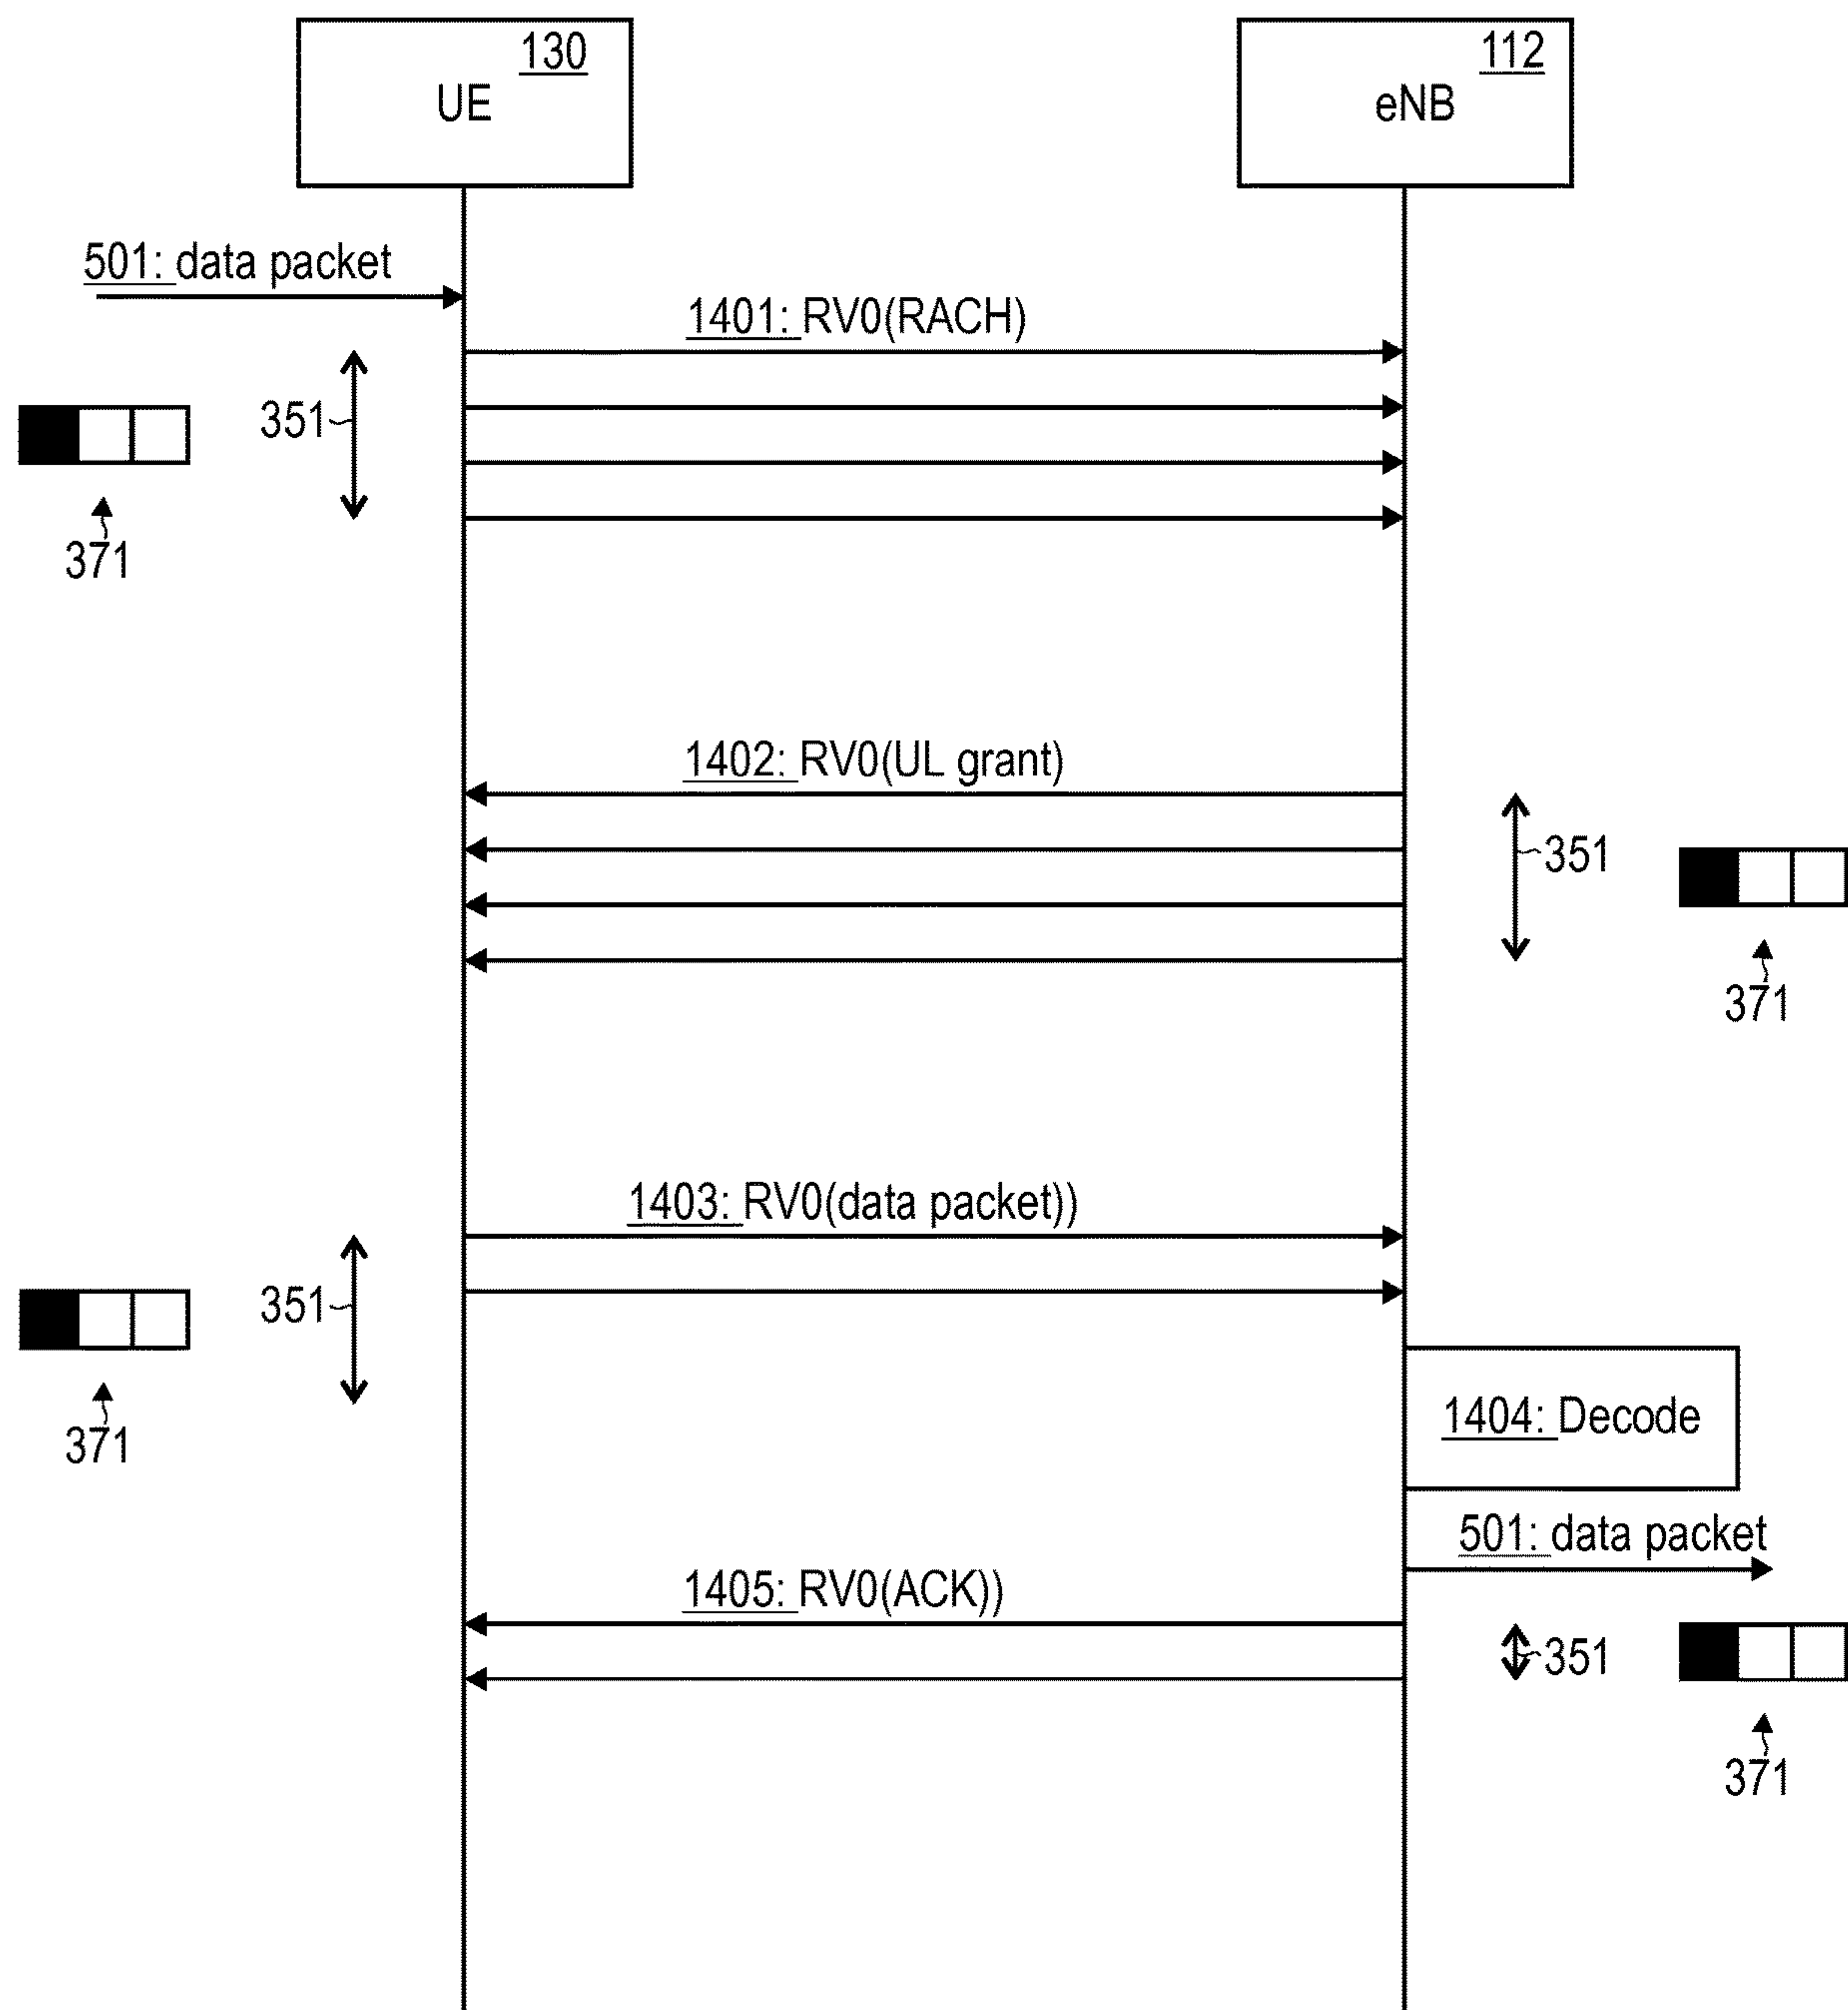 130
UE
112
eNB
501: data packet
1401: RV0(RACH)
351
371
1402: RV0(UL grant)
351
371
1403: RV0(data packet))
351
371
1404: Decode
501: data packet
1405: RV0(ACK))
351
371